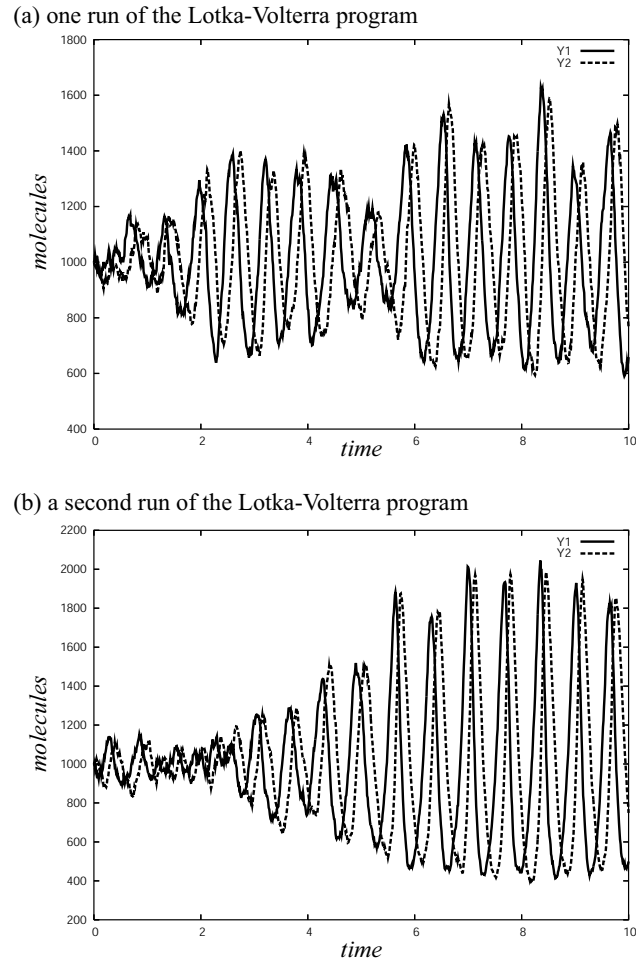 (a) one run of the Lotka-Volterra program
1800
Y1
Y2
1600
1400
1200
1000
800
600
400
molecules
0 2 4 6 8 10
time
(b) a second run of the Lotka-Volterra program
2200
Y1
Y2
2000
1800
1600
1400
1200
1000
800
600
400
200
molecules
0 2 4 6 8 10
time